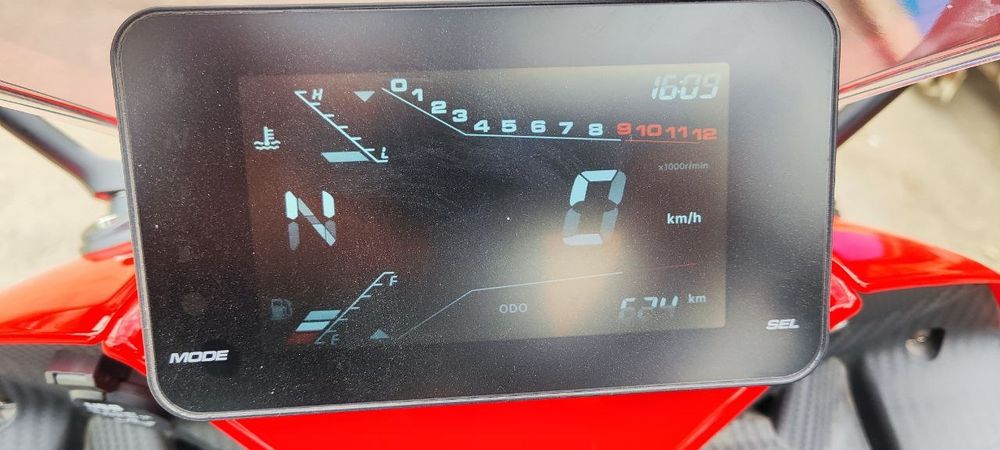 16:09
H
0 1 2 3 4 5 6 7 8 9 10 11 12
L
x1000r/min
N 0 km/h
F
ODO 624 km
E
MODE SEL